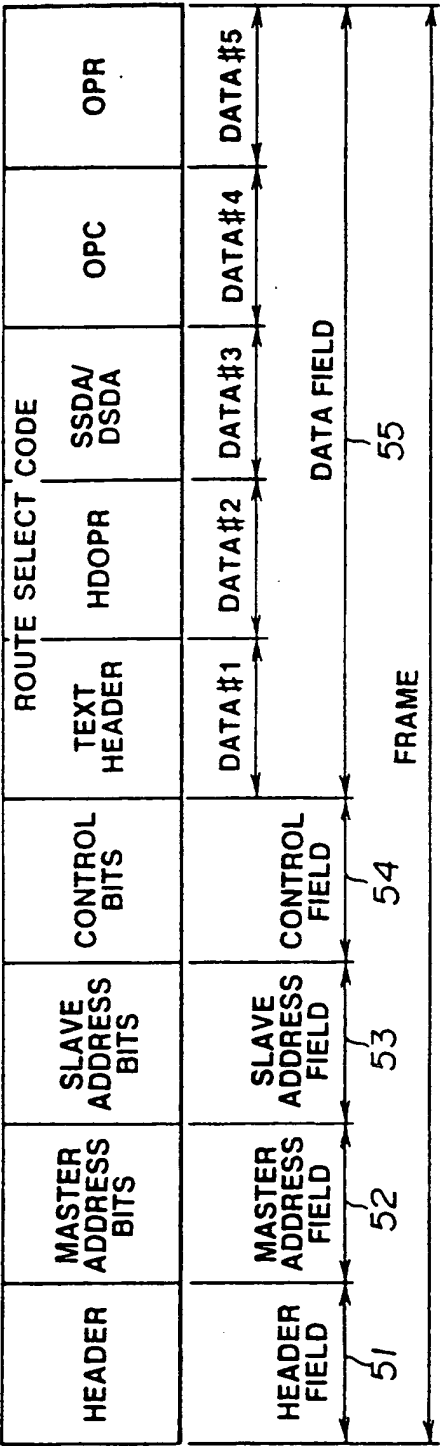 ROUTE SELECT CODE
HEADER
MASTER
ADDRESS
BITS
SLAVE
ADDRESS
BITS
CONTROL
BITS
TEXT
HEADER
HDOPR
SSDA/
DSDA
OPC
OPR
HEADER
FIELD
MASTER
ADDRESS
FIELD
SLAVE
ADDRESS
FIELD
CONTROL
FIELD
DATA#1
DATA#2
DATA#3
DATA#4
DATA#5
DATA FIELD
51
52
53
54
55
FRAME